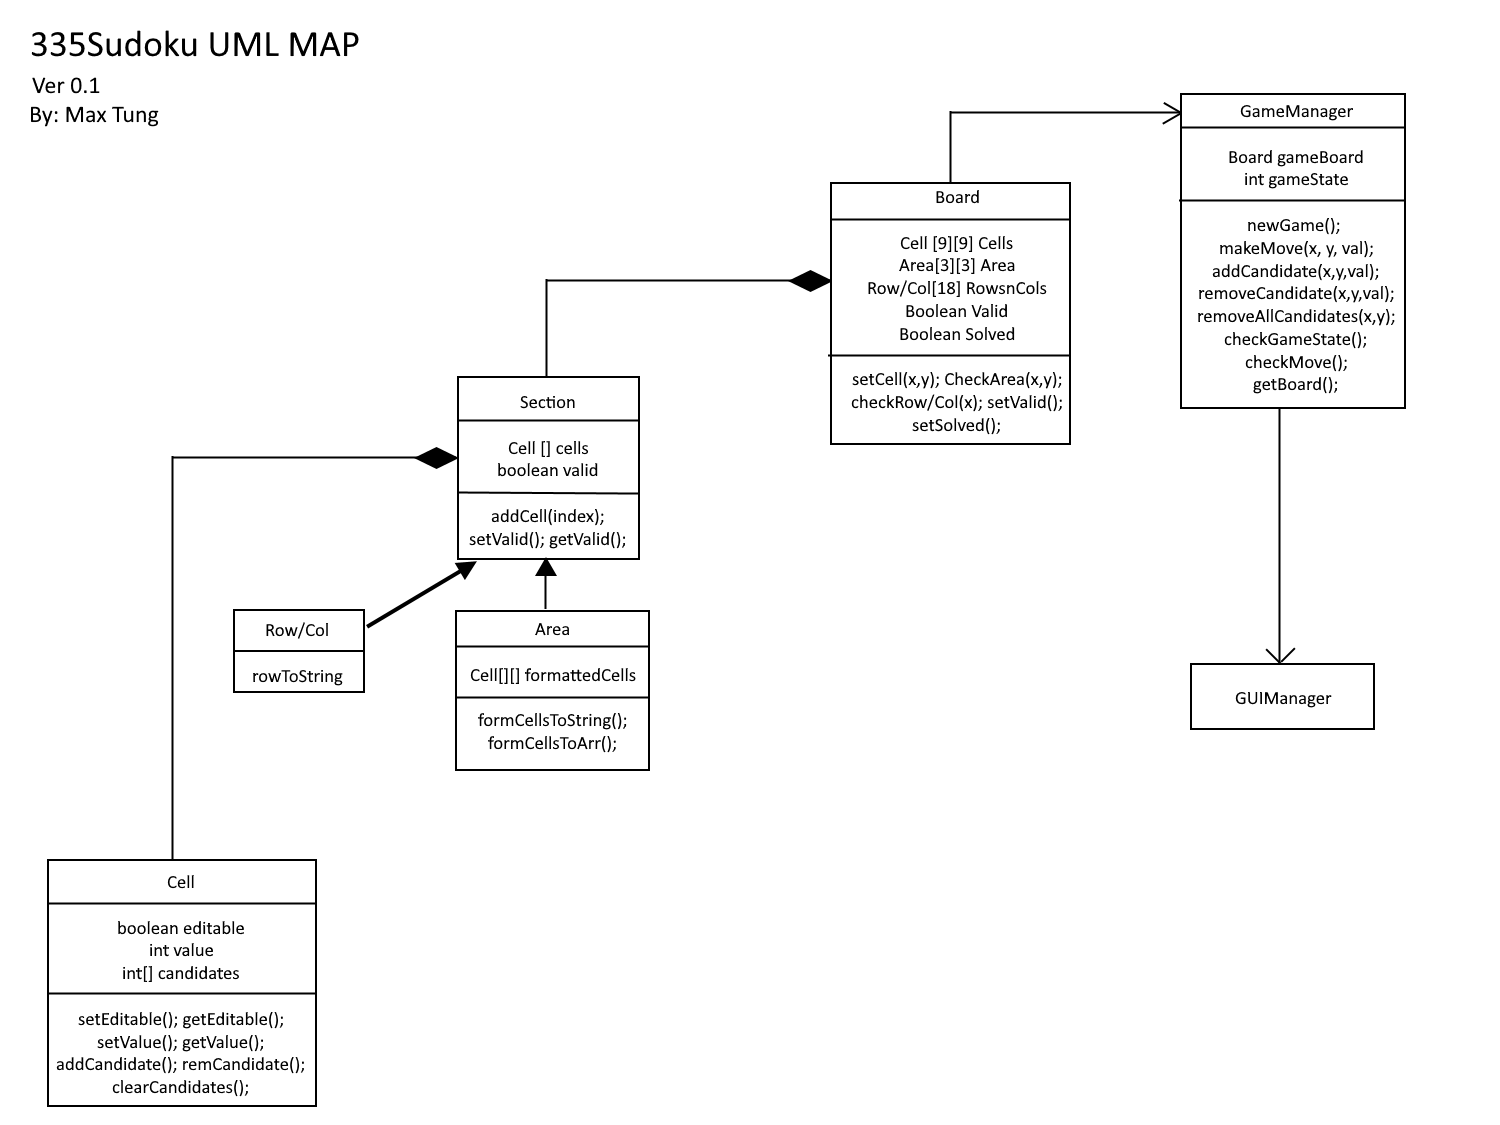 335Sudoku UML MAP
Ver 0.1
By: Max Tung
GameManager
Board gameBoard
int gameState
newGame();
makeMove(x, y, val);
addCandidate(x,y,val);
removeCandidate(x,y,val);
removeAllCandidates(x,y);
checkGameState();
checkMove();
getBoard();
Board
Cell [9][9] Cells
Area[3][3] Area
Row/Col[18] RowsnCols
Boolean Valid
Boolean Solved
setCell(x,y); CheckArea(x,y);
checkRow/Col(x); setValid();
setSolved();
Section
Cell [] cells
boolean valid
addCell(index);
setValid(); getValid();
Row/Col
rowToString
Area
Cell[][] formattedCells
formCellsToString();
formCellsToArr();
GUIManager
Cell
boolean editable
int value
int[] candidates
setEditable(); getEditable();
setValue(); getValue();
addCandidate(); remCandidate();
clearCandidates();